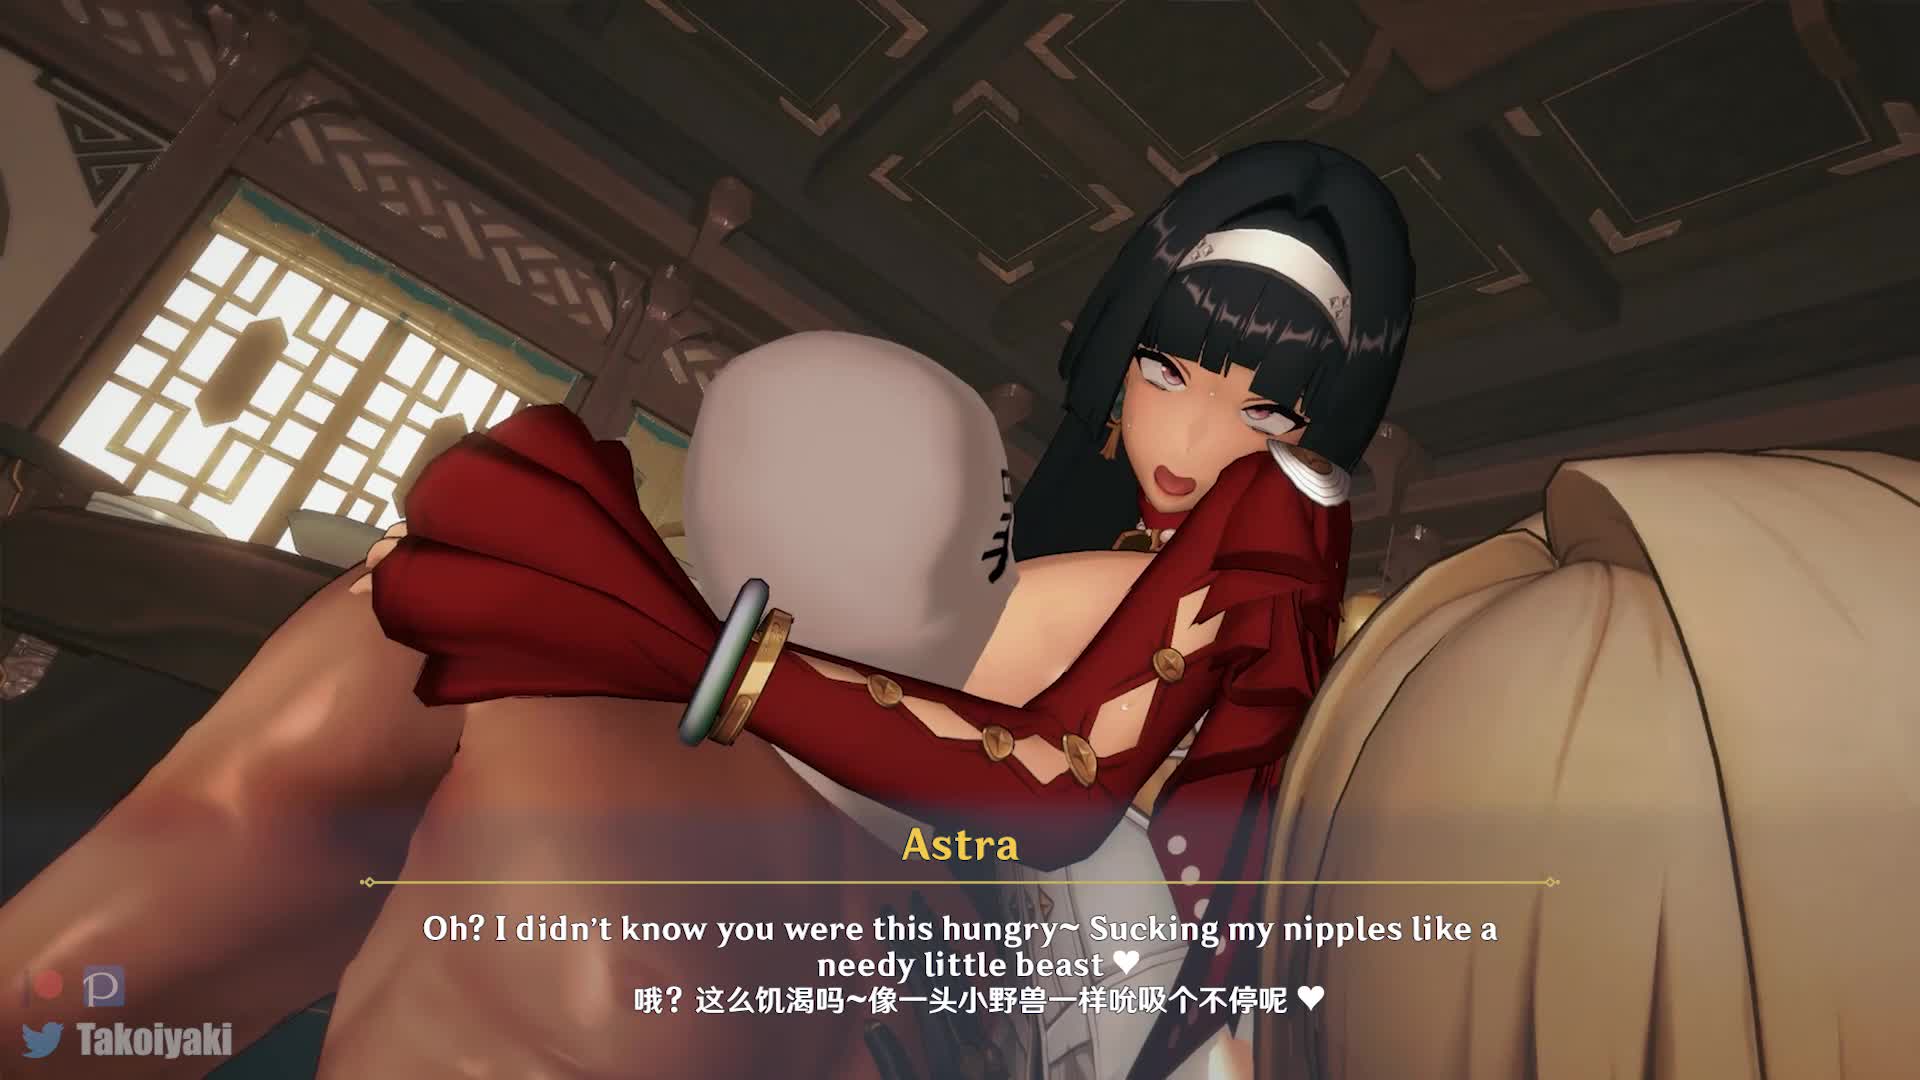 Astra
Oh? I didn't know you were this hungry~ Sucking my nipples like a
needy little beast ♥
哦？这么饥渴吗~像一头小野兽一样吮吸个不停呢 ♥
Takoiyaki